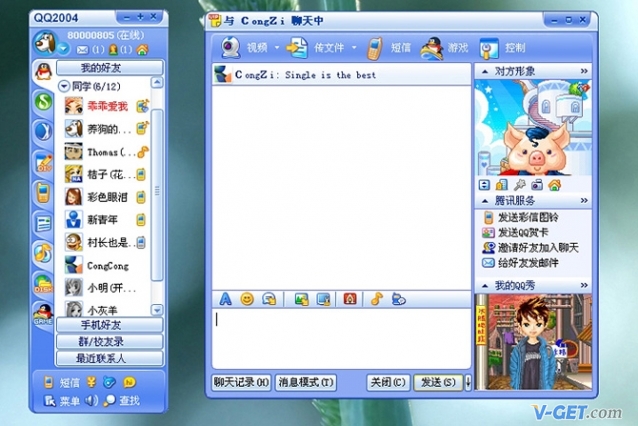 QQ2004
80000805 (在线)
(1) (1)
我的好友
同学(6/12)
乖乖爱我
养狗的...
Thomas(...
桔子(花...
彩色眼泪
新青年
村长也是...
CongCong
小明(开...
小灰羊
手机好友
群/校友录
最近联系人
短信
菜单 查找
与 CongZi 聊天中
视频 传文件 短信 游戏 控制
CongZi: Single is the best
对方形象
腾讯服务
发送彩信图铃
发送QQ贺卡
邀请好友加入聊天
给好友发邮件
我的QQ秀
聊天记录(H) 消息模式(T) 关闭(C) 发送(S)
V-GET.com